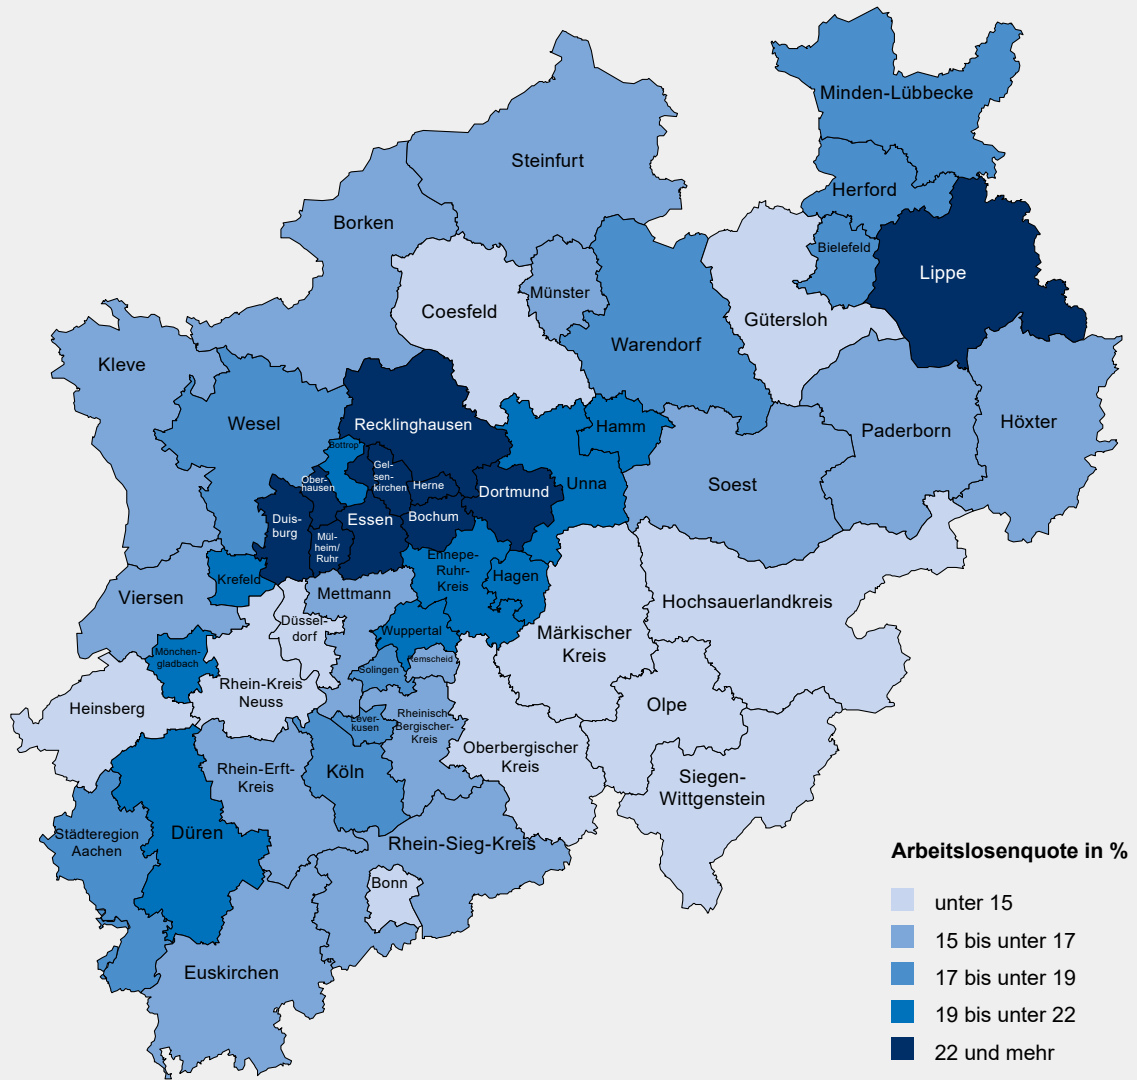 Minden-Lübbecke
Steinfurt
Herford
Borken
Bielefeld
Lippe
Münster
Coesfeld
Gütersloh
Warendorf
Kleve
Wesel
Recklinghausen
Hamm
Höxter
Paderborn
Bottrop
Gel-
sen-
kirchen
Ober-
hausen
Herne
Dortmund
Unna
Soest
Duis-
burg
Essen
Bochum
Mül-
heim/
Ruhr
Ennepe-
Ruhr-
Kreis
Hagen
Krefeld
Viersen
Mettmann
Hochsauerlandkreis
Düssel-
dorf
Wuppertal
Märkischer
Kreis
Mönchen-
gladbach
Remscheid
Solingen
Rhein-Kreis
Neuss
Heinsberg
Olpe
Lever-
kusen
Rheinisch-
Bergischer-
Kreis
Oberbergischer
Kreis
Rhein-Erft-
Kreis
Köln
Siegen-
Wittgenstein
Städteregion
Aachen
Düren
Rhein-Sieg-Kreis
Bonn
Euskirchen
Arbeitslosenquote in %
unter 15
15 bis unter 17
17 bis unter 19
19 bis unter 22
22 und mehr